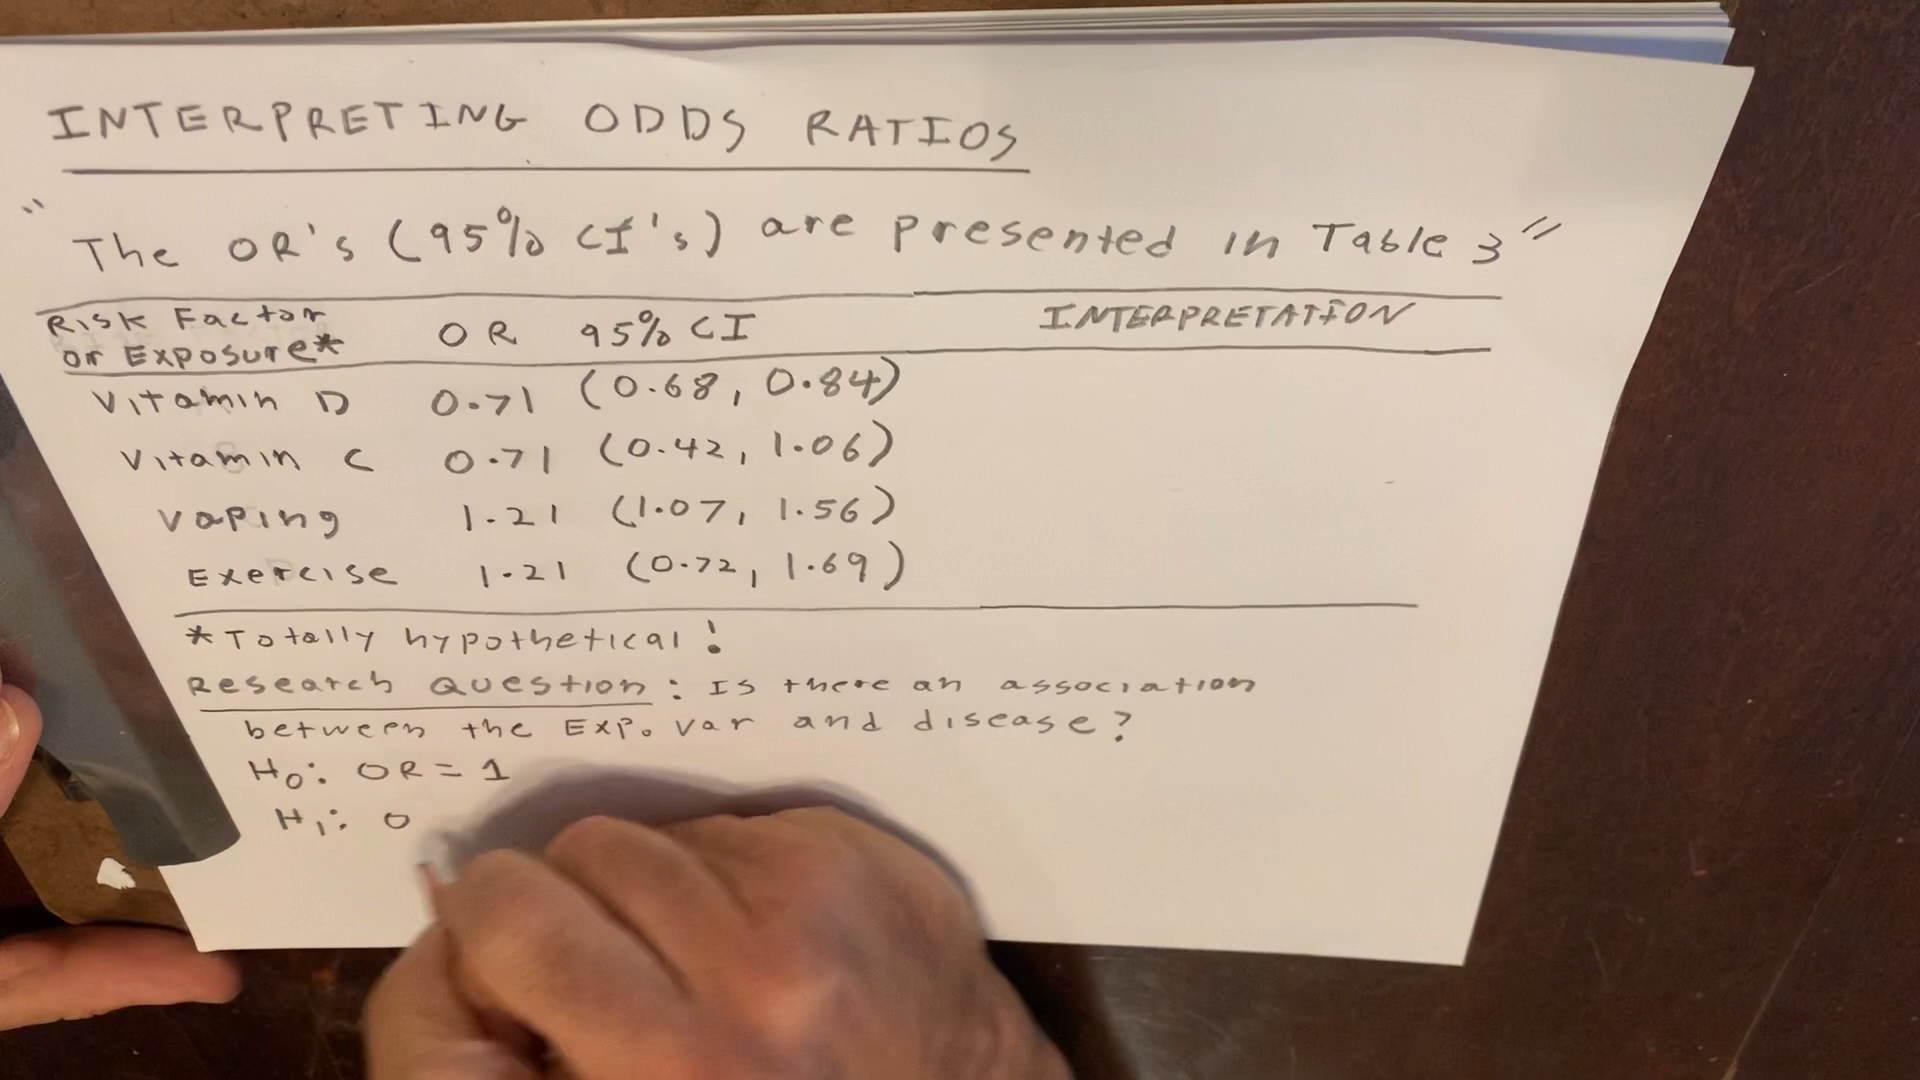 INTERPRETING ODDS RATIOS
"The OR's (95% CI's) are presented in Table 3"
Risk Factor or Exposure* OR 95% CI INTERPRETATION
Vitamin D 0.71 (0.68, 0.84)
Vitamin C 0.71 (0.42, 1.06)
Vaping 1.21 (1.07, 1.56)
Exercise 1.21 (0.72, 1.69)
*Totally hypothetical!
Research Question: Is there an association
between the Exp. var and disease?
H0: OR = 1
H1: O